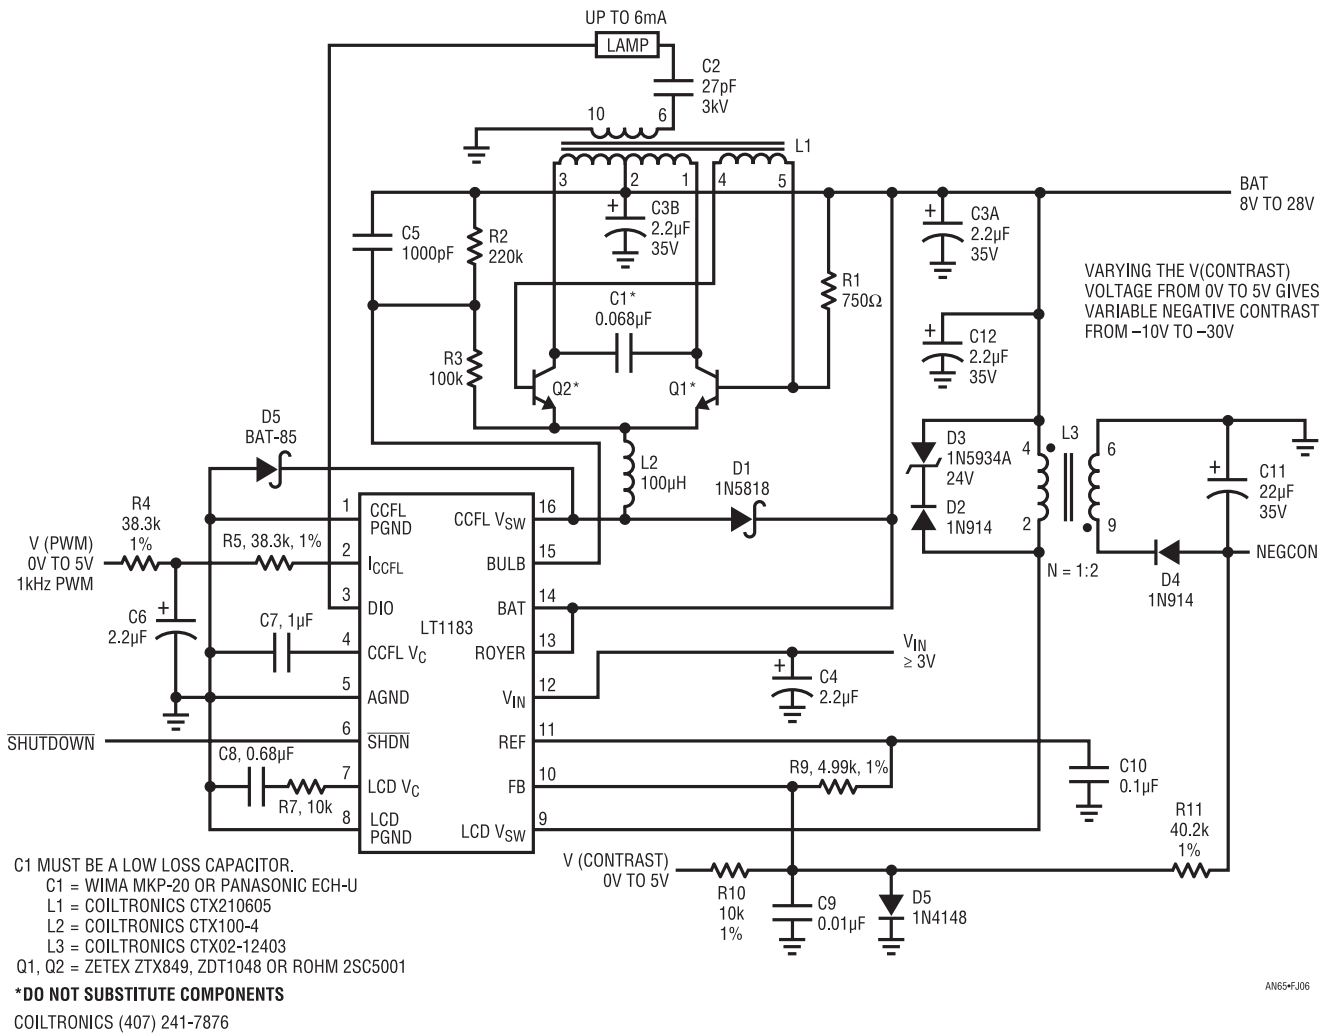 UP TO 6mA
LAMP
C2
27pF
3kV
10
6
L1
3
2
1
4
5
BAT
8V TO 28V
+
C3B
2.2µF
35V
+
C3A
2.2µF
35V
C5
1000pF
R2
220k
R1
750Ω
VARYING THE V(CONTRAST)
VOLTAGE FROM 0V TO 5V GIVES
VARIABLE NEGATIVE CONTRAST
FROM –10V TO –30V
C1*
0.068µF
+
C12
2.2µF
35V
R3
100k
Q2*
Q1*
D5
BAT-85
L2
100µH
D1
1N5818
D3
1N5934A
24V
D2
1N914
4
2
L3
6
9
N = 1:2
+
C11
22µF
35V
D4
1N914
NEGCON
R4
38.3k
1%
V (PWM)
0V TO 5V
1kHz PWM
R5, 38.3k, 1%
+
C6
2.2µF
C7, 1µF
SHUTDOWN
C8, 0.68µF
R7, 10k
1
CCFL
PGND
2
ICCFL
3
DIO
4
CCFL VC
5
AGND
6
SHDN
7
LCD VC
8
LCD
PGND
LT1183
16
CCFL VSW
15
BULB
14
BAT
13
ROYER
12
VIN
11
REF
10
FB
9
LCD VSW
VIN
≥ 3V
+
C4
2.2µF
R9, 4.99k, 1%
C10
0.1µF
R11
40.2k
1%
V (CONTRAST)
0V TO 5V
R10
10k
1%
C9
0.01µF
D5
1N4148
C1 MUST BE A LOW LOSS CAPACITOR.
C1 = WIMA MKP-20 OR PANASONIC ECH-U
L1 = COILTRONICS CTX210605
L2 = COILTRONICS CTX100-4
L3 = COILTRONICS CTX02-12403
Q1, Q2 = ZETEX ZTX849, ZDT1048 OR ROHM 2SC5001
*DO NOT SUBSTITUTE COMPONENTS
COILTRONICS (407) 241-7876
AN65•FJ06